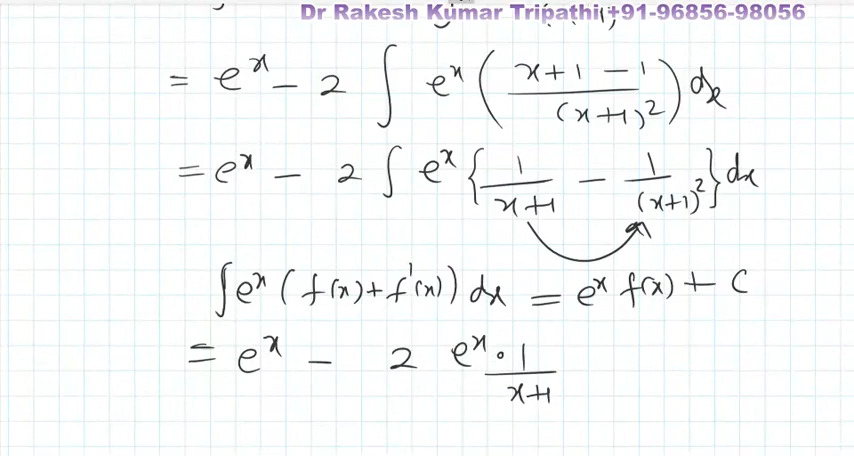 Dr Rakesh Kumar Tripathi(+91-96856-98056
= e^x - 2 ∫ e^x ( (x+1-1)/(x+1)^2 ) dx
= e^x - 2 ∫ e^x { 1/(x+1) - 1/(x+1)^2 } dx
∫ e^x ( f(x) + f'(x) ) dx = e^x f(x) + C
= e^x - 2 e^x · 1/(x+1)